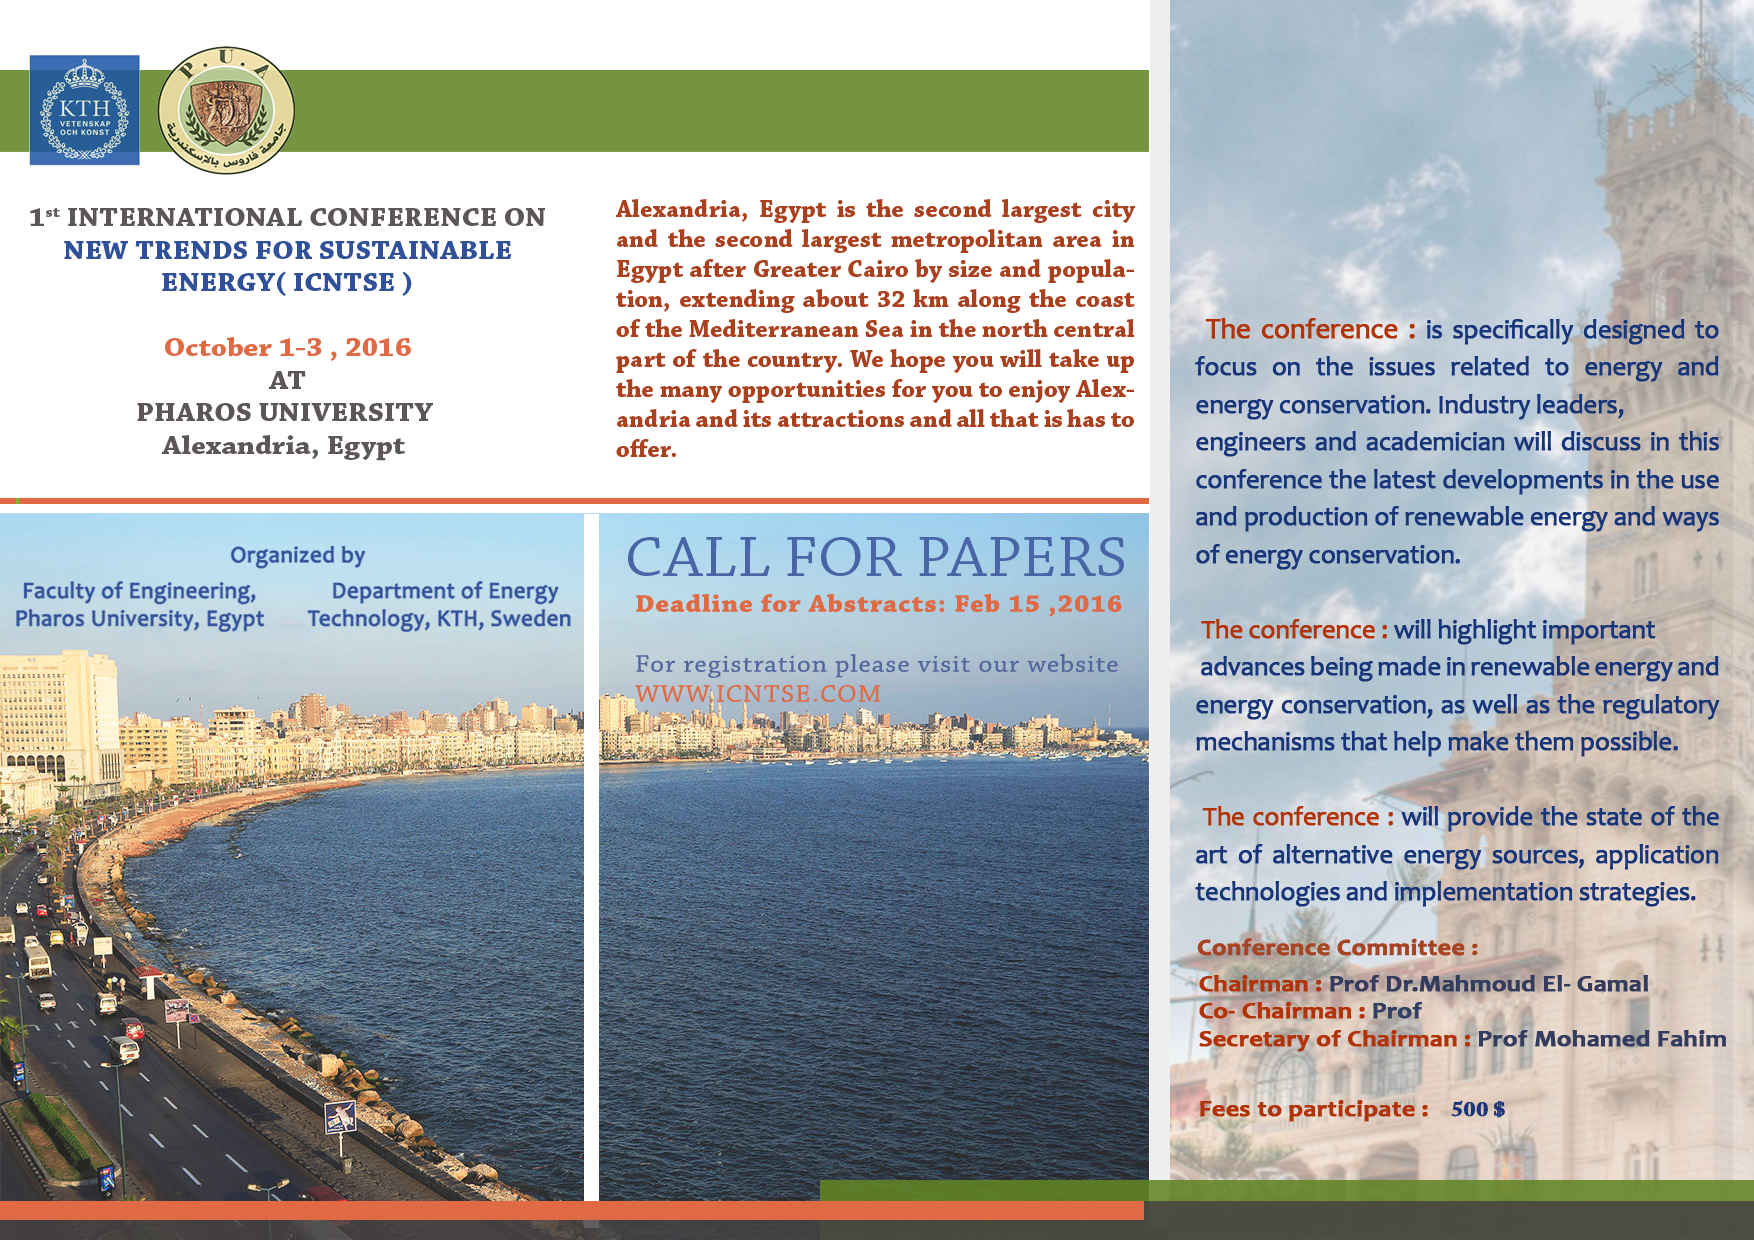 KTH
VETENSKAP
OCH KONST
P.U.A
جامعة فاروس بالإسكندرية
1st INTERNATIONAL CONFERENCE ON
NEW TRENDS FOR SUSTAINABLE
ENERGY( ICNTSE )
October 1-3 , 2016
AT
PHAROS UNIVERSITY
Alexandria, Egypt
Alexandria, Egypt is the second largest city
and the second largest metropolitan area in
Egypt after Greater Cairo by size and popula-
tion, extending about 32 km along the coast
of the Mediterranean Sea in the north central
part of the country. We hope you will take up
the many opportunities for you to enjoy Alex-
andria and its attractions and all that is has to
offer.
Organized by
Faculty of Engineering,
Pharos University, Egypt
Department of Energy
Technology, KTH, Sweden
CALL FOR PAPERS
Deadline for Abstracts: Feb 15 ,2016
For registration please visit our website
WWW.ICNTSE.COM
The conference : is specifically designed to
focus on the issues related to energy and
energy conservation. Industry leaders,
engineers and academician will discuss in this
conference the latest developments in the use
and production of renewable energy and ways
of energy conservation.
The conference : will highlight important
advances being made in renewable energy and
energy conservation, as well as the regulatory
mechanisms that help make them possible.
The conference : will provide the state of the
art of alternative energy sources, application
technologies and implementation strategies.
Conference Committee :
Chairman : Prof Dr.Mahmoud El- Gamal
Co- Chairman : Prof
Secretary of Chairman : Prof Mohamed Fahim
Fees to participate : 500 $